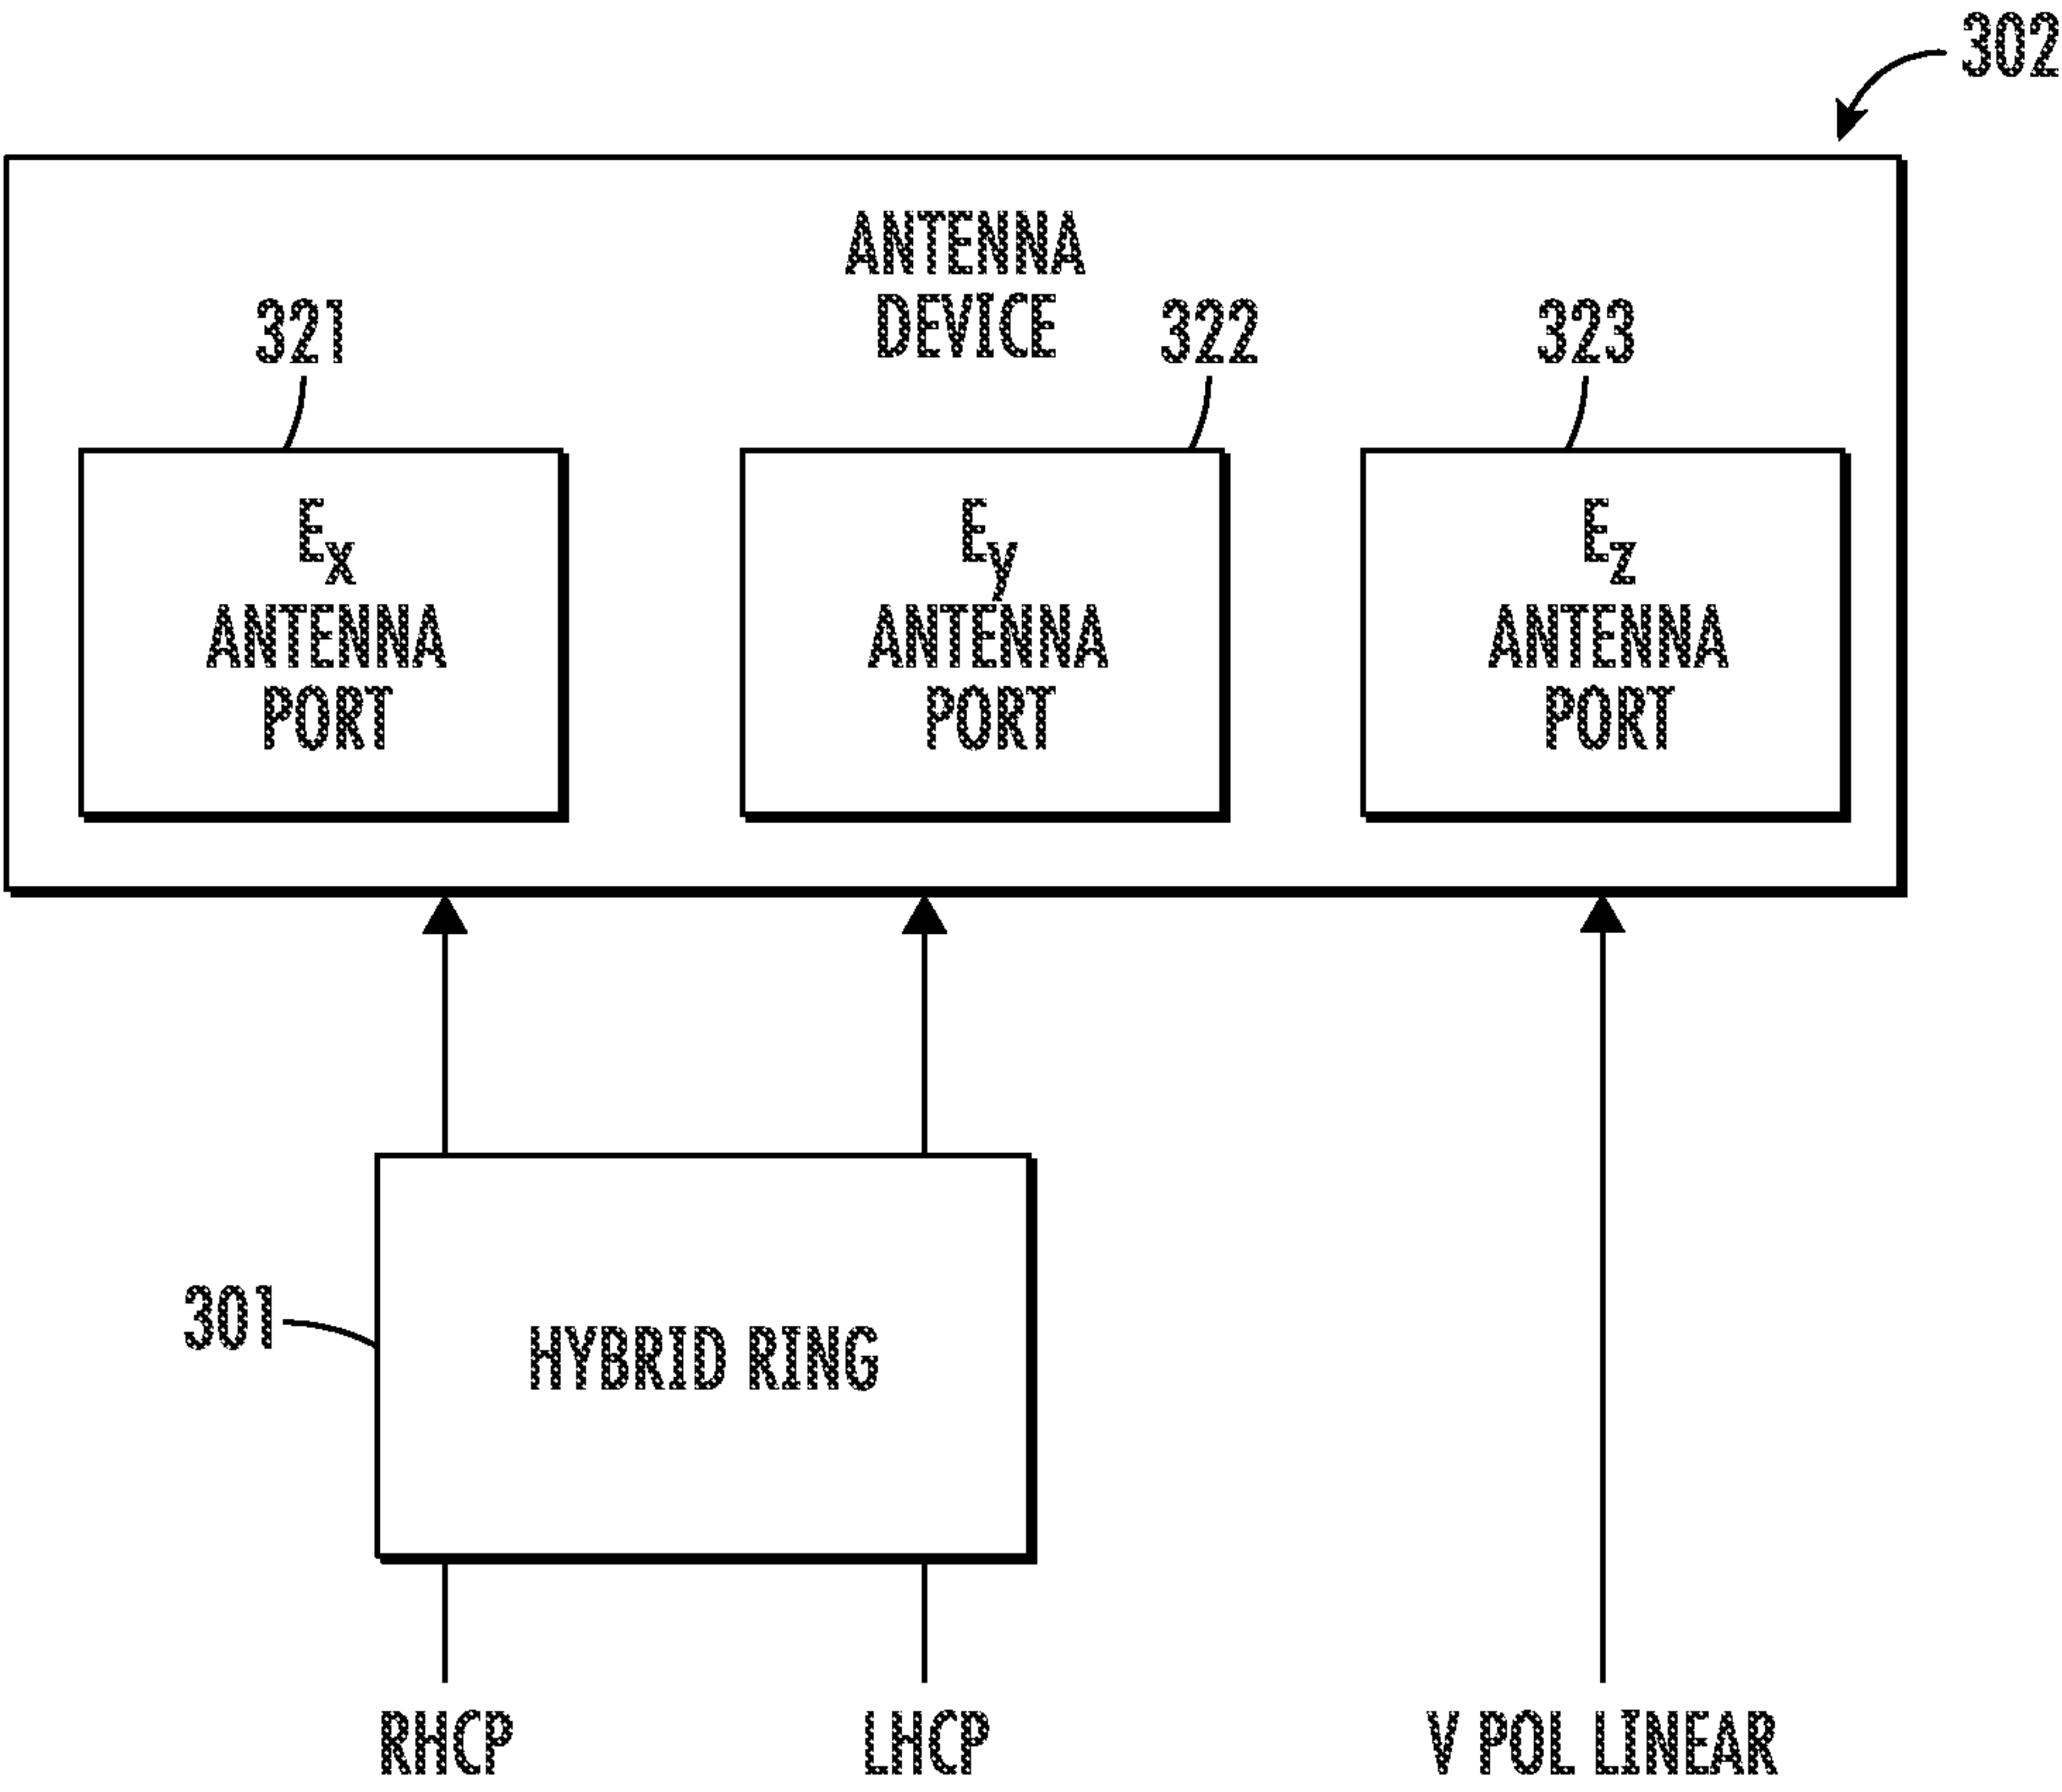 302
ANTENNA
DEVICE
321
322
323
Ex
ANTENNA
PORT
Ey
ANTENNA
PORT
Ez
ANTENNA
PORT
301
HYBRID RING
RHCP
LHCP
V POL LINEAR